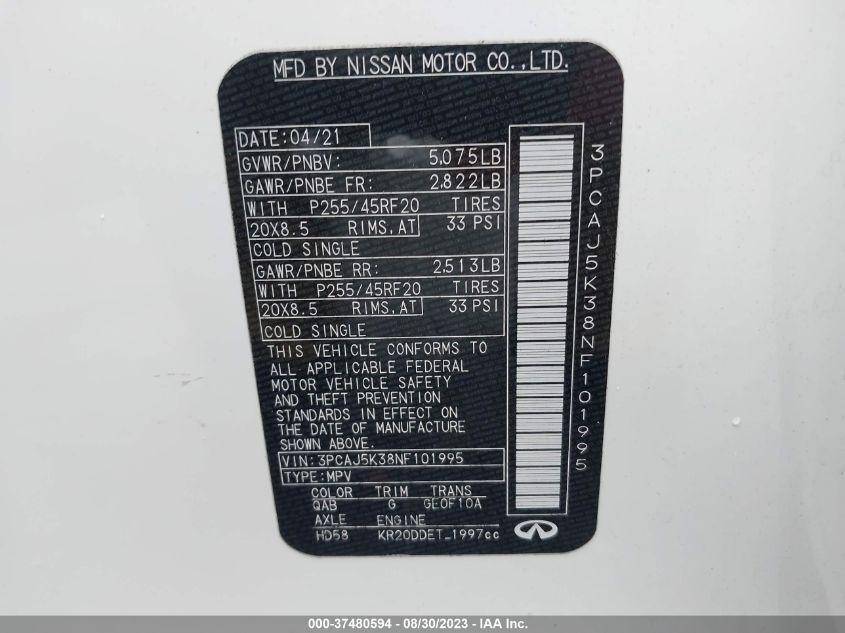 MFD BY NISSAN MOTOR CO.,LTD.
DATE:04/21
GVWR/PNBV: 5,075LB
GAWR/PNBE FR: 2,822LB
WITH P255/45RF20 TIRES
20X8.5 RIMS,AT 33 PSI
COLD SINGLE
GAWR/PNBE RR: 2,513LB
WITH P255/45RF20 TIRES
20X8.5 RIMS,AT 33 PSI
COLD SINGLE
THIS VEHICLE CONFORMS TO
ALL APPLICABLE FEDERAL
MOTOR VEHICLE SAFETY
AND THEFT PREVENTION
STANDARDS IN EFFECT ON
THE DATE OF MANUFACTURE
SHOWN ABOVE.
VIN:3PCAJ5K38NF101995
TYPE:MPV
COLOR TRIM TRANS
QAB G GE0F10A
AXLE ENGINE
HD58 KR20DDET_1997cc
3PCAJ5K38NF101995
000-37480594 - 08/30/2023 - IAA Inc.